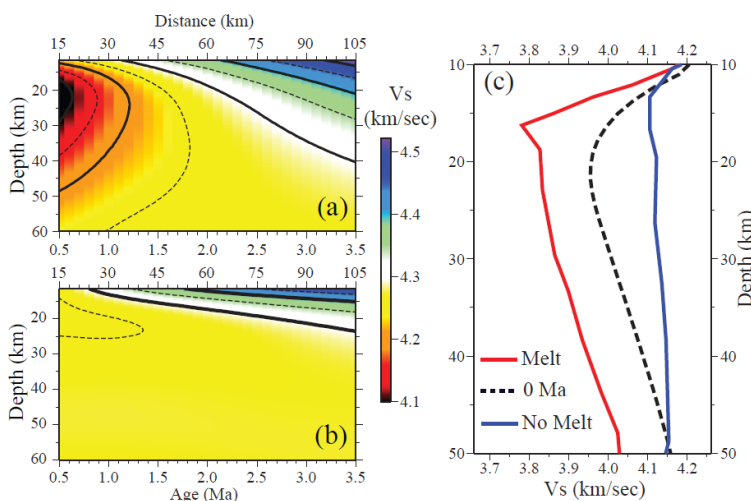 Distance (km)
15 30 45 60 75 90 105
20
30
40
50
60
Depth (km)
(a)
0.5 1.0 1.5 2.0 2.5 3.0 3.5
Vs
(km/sec)
4.5
4.4
4.3
4.2
4.1
15 30 45 60 75 90 105
20
30
40
50
60
Depth (km)
(b)
0.5 1.0 1.5 2.0 2.5 3.0 3.5
Age (Ma)
3.7 3.8 3.9 4.0 4.1 4.2
(c)
10 10
20 20
30 30
40 40
50 50
Depth (km)
Melt
0 Ma
No Melt
3.7 3.8 3.9 4.0 4.1 4.2
Vs (km/sec)